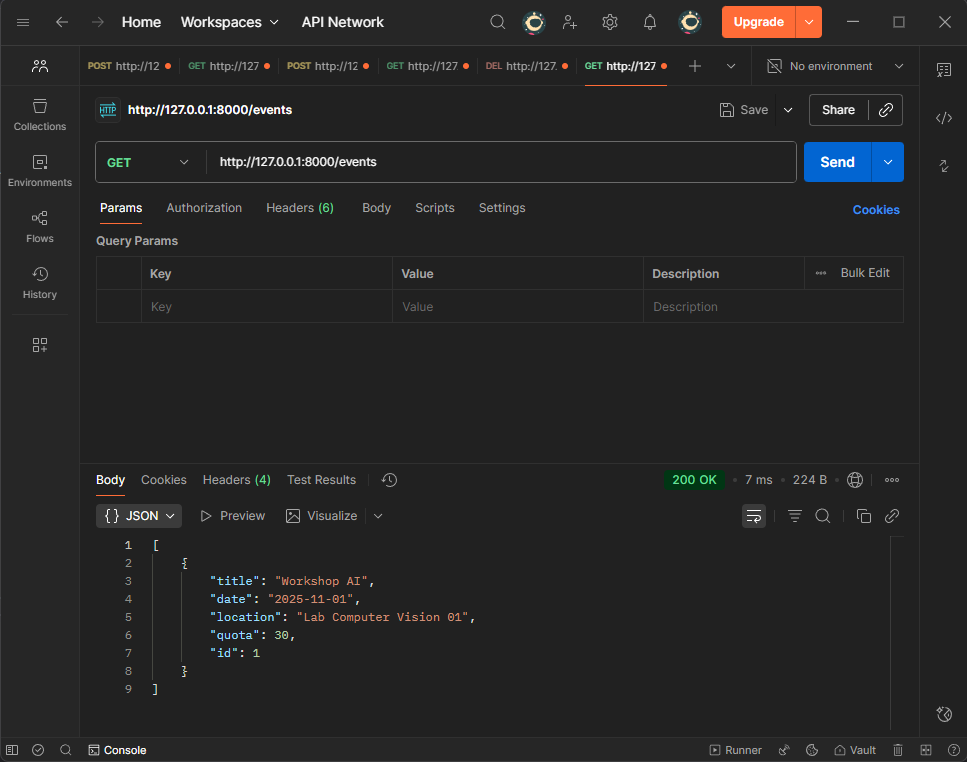 Home Workspaces API Network Upgrade
POST http://12 GET http://127 POST http://12 GET http://127 DEL http://127. GET http://127 No environment
HTTP http://127.0.0.1:8000/events Save Share
Collections
GET http://127.0.0.1:8000/events Send
Environments
Params Authorization Headers (6) Body Scripts Settings Cookies
Flows
Query Params
Key Value Description Bulk Edit
History
Key Value Description
Body Cookies Headers (4) Test Results 200 OK 7 ms 224 B
{} JSON Preview Visualize
1 [
2 {
3 "title": "Workshop AI",
4 "date": "2025-11-01",
5 "location": "Lab Computer Vision 01",
6 "quota": 30,
7 "id": 1
8 }
9 ]
Console Runner Vault